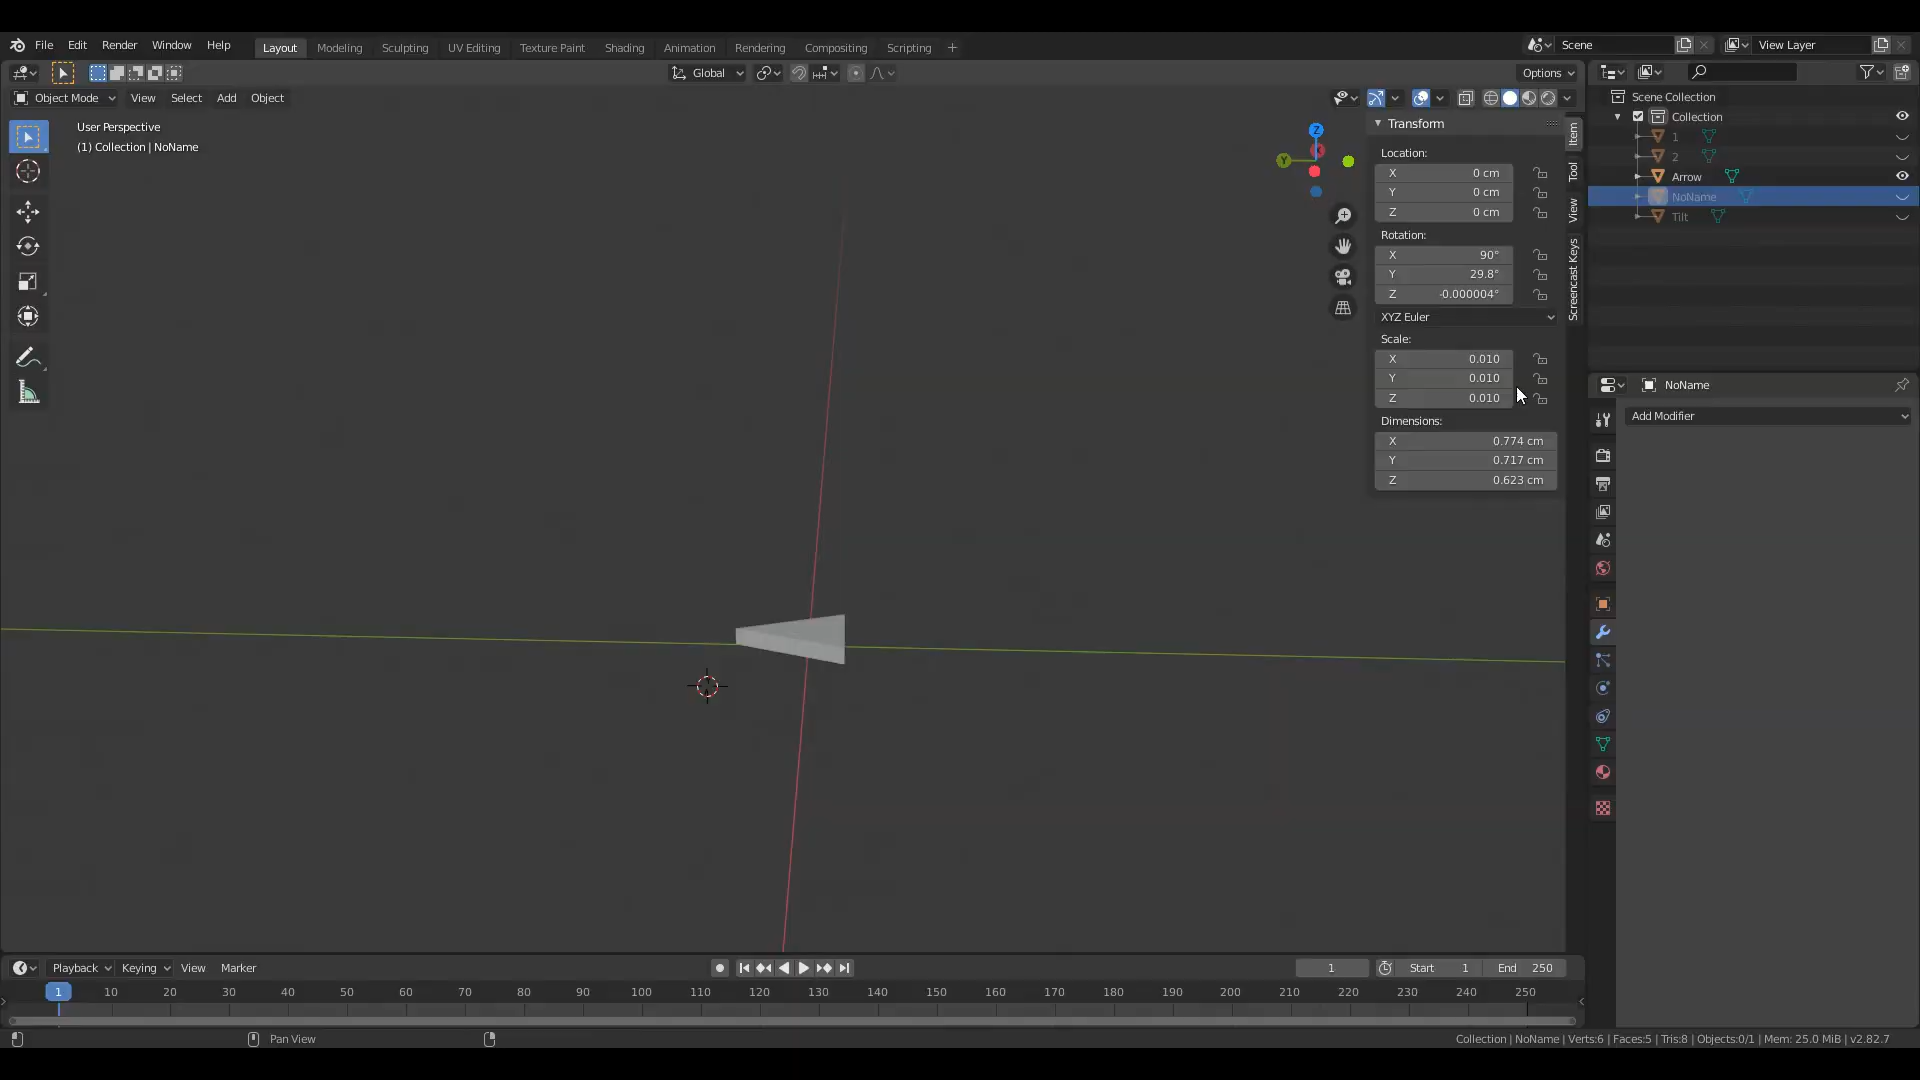 File Edit Render Window Help Layout Modeling Sculpting UV Editing Texture Paint Shading Animation Rendering Compositing Scripting + Scene View Layer
Global Options
Object Mode View Select Add Object
User Perspective
(1) Collection | NoName
Z
Y
X
Transform
Location:
X 0 cm
Y 0 cm
Z 0 cm
Rotation:
X 90°
Y 29.8°
Z -0.000004°
XYZ Euler
Scale:
X 0.010
Y 0.010
Z 0.010
Dimensions:
X 0.774 cm
Y 0.717 cm
Z 0.623 cm
Item
Tool
View
Screencast Keys
Scene Collection
Collection
1
2
Arrow
NoName
Tilt
NoName
Add Modifier
Playback Keying View Marker 1 Start 1 End 250
1 10 20 30 40 50 60 70 80 90 100 110 120 130 140 150 160 170 180 190 200 210 220 230 240 250
Pan View
Collection | NoName | Verts:6 | Faces:5 | Tris:8 | Objects:0/1 | Mem: 25.0 MiB | v2.82.7